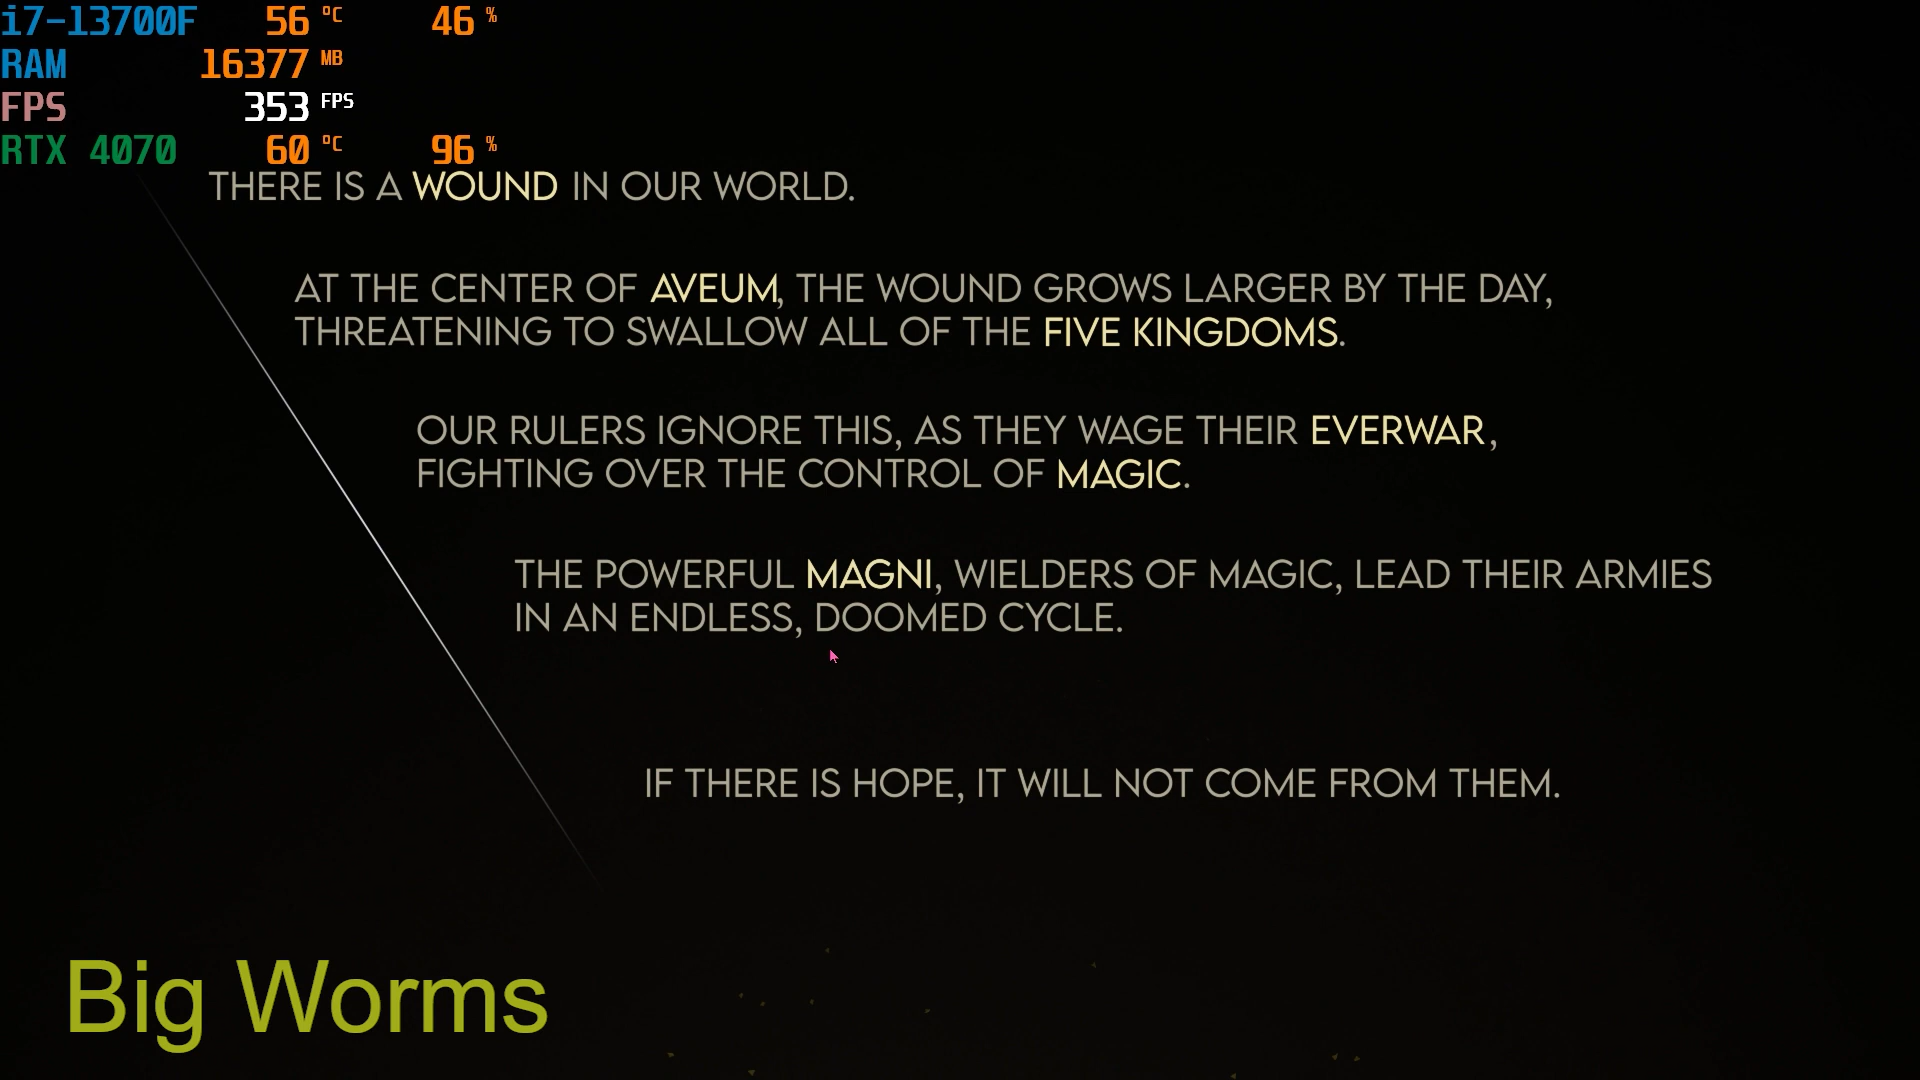 i7-13700F 56 °C 46 %
RAM 16377 MB
FPS 353 FPS
RTX 4070 60 °C 96 %
THERE IS A WOUND IN OUR WORLD.
AT THE CENTER OF AVEUM, THE WOUND GROWS LARGER BY THE DAY,
THREATENING TO SWALLOW ALL OF THE FIVE KINGDOMS.
OUR RULERS IGNORE THIS, AS THEY WAGE THEIR EVERWAR,
FIGHTING OVER THE CONTROL OF MAGIC.
THE POWERFUL MAGNI, WIELDERS OF MAGIC, LEAD THEIR ARMIES
IN AN ENDLESS, DOOMED CYCLE.
IF THERE IS HOPE, IT WILL NOT COME FROM THEM.
Big Worms